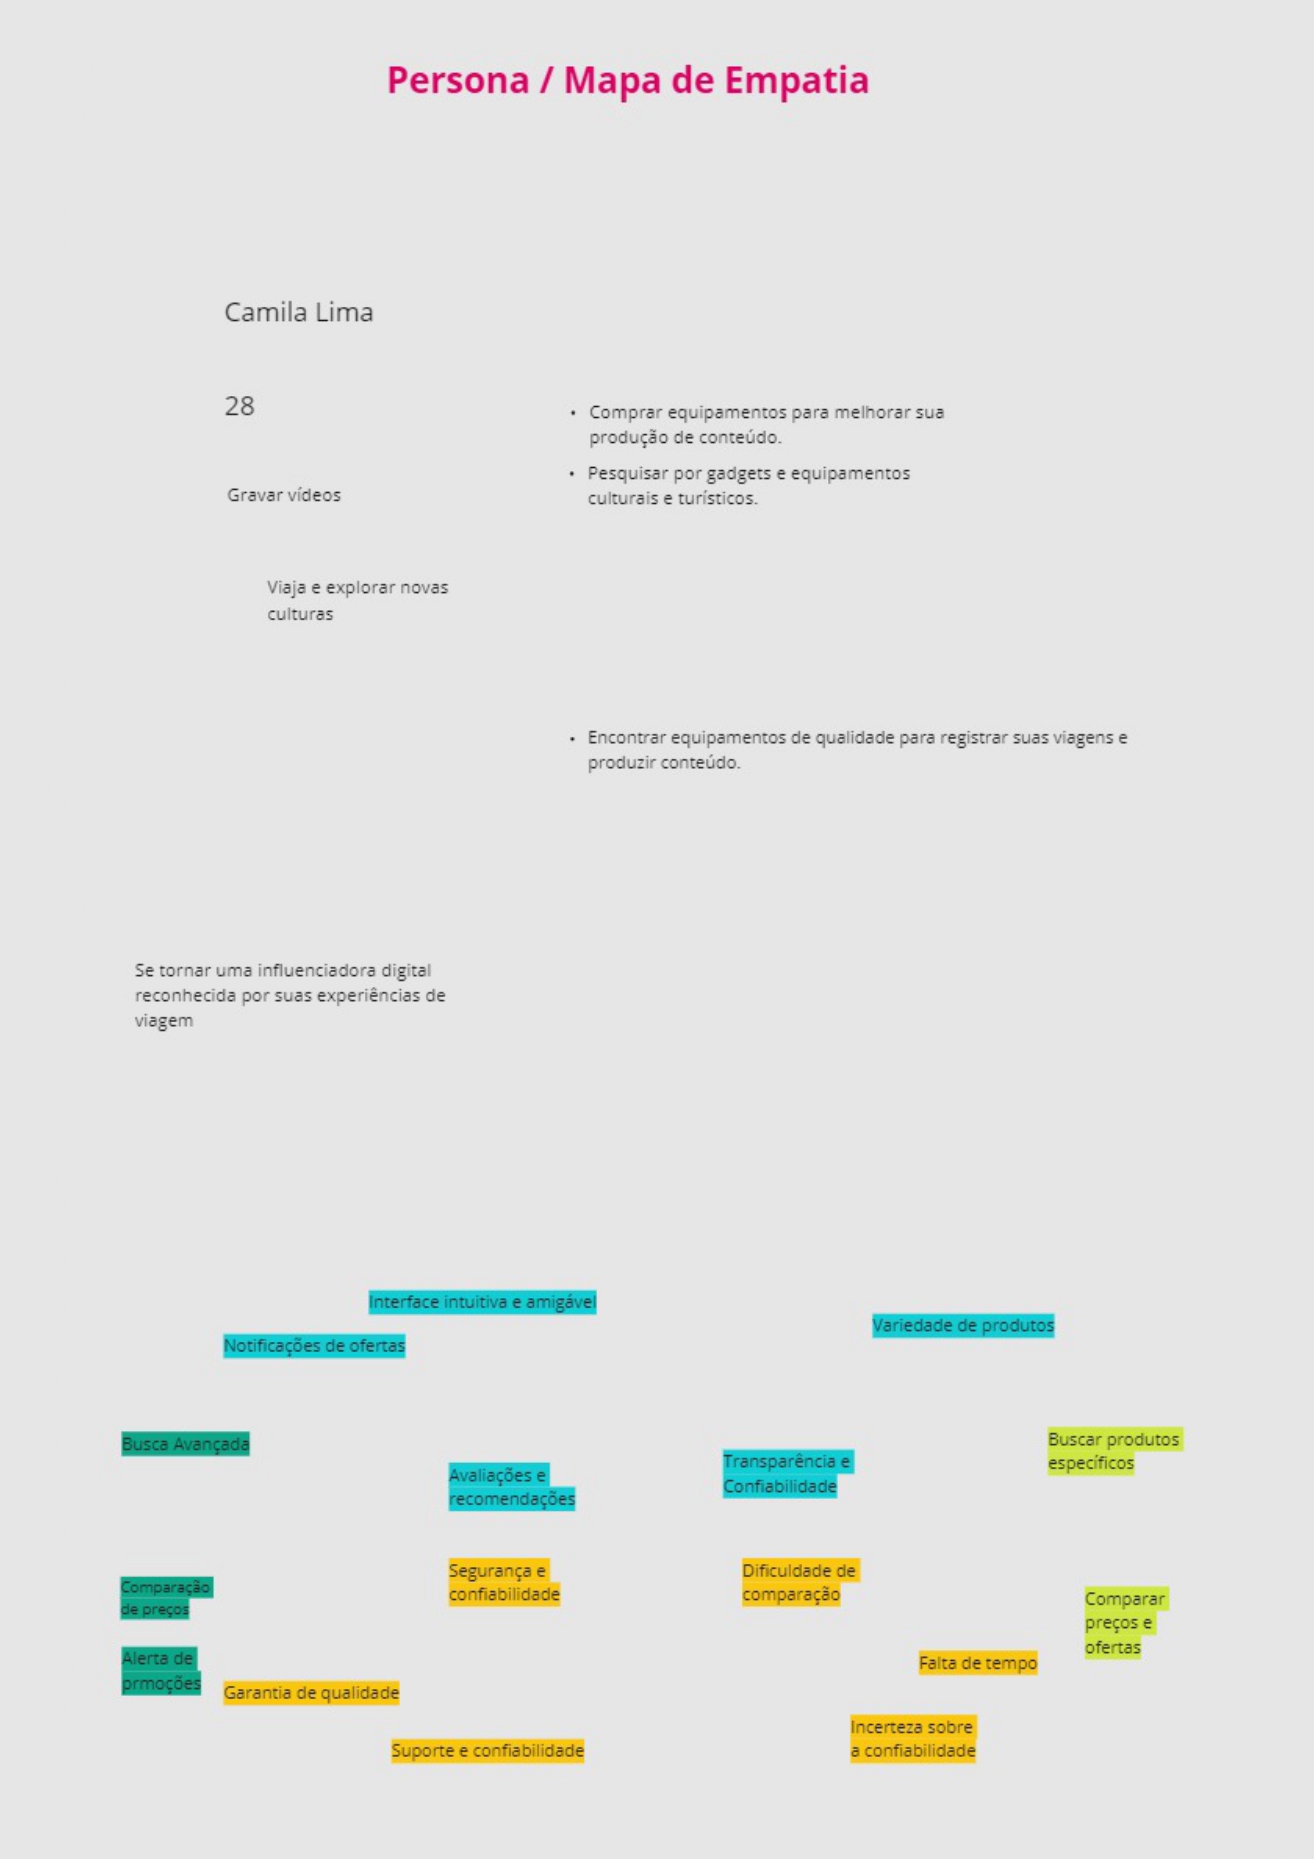 Persona / Mapa de Empatia
Camila Lima
28
Gravar vídeos
Viaja e explorar novas
culturas
• Comprar equipamentos para melhorar sua
produção de conteúdo.
• Pesquisar por gadgets e equipamentos
culturais e turísticos.
• Encontrar equipamentos de qualidade para registrar suas viagens e
produzir conteúdo.
Se tornar uma influenciadora digital
reconhecida por suas experiências de
viagem
Interface intuitiva e amigável
Variedade de produtos
Notificações de ofertas
Busca Avançada
Avaliações e
recomendações
Transparência e
Confiabilidade
Buscar produtos
específicos
Segurança e
confiabilidade
Dificuldade de
comparação
Comparação
de preços
Comparar
preços e
ofertas
Alerta de
prmoções
Falta de tempo
Garantia de qualidade
Incerteza sobre
a confiabilidade
Suporte e confiabilidade